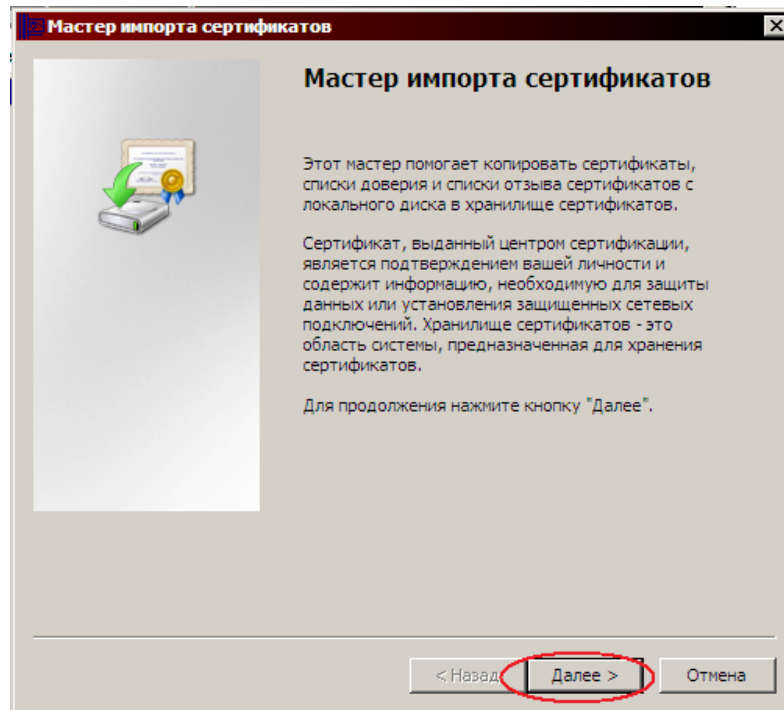 Мастер импорта сертификатов
Мастер импорта сертификатов
Этот мастер помогает копировать сертификаты,
списки доверия и списки отзыва сертификатов с
локального диска в хранилище сертификатов.
Сертификат, выданный центром сертификации,
является подтверждением вашей личности и
содержит информацию, необходимую для защиты
данных или установления защищенных сетевых
подключений. Хранилище сертификатов - это
область системы, предназначенная для хранения
сертификатов.
Для продолжения нажмите кнопку "Далее".
< Назад
Далее >
Отмена